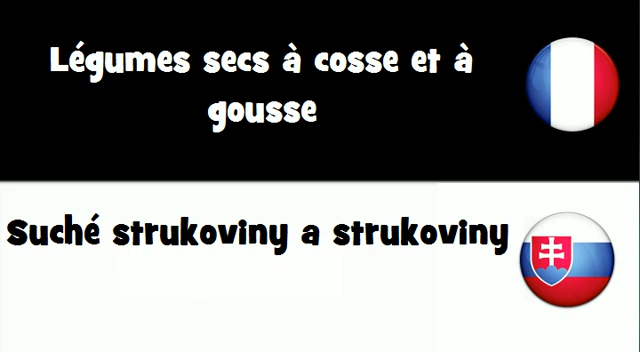 Légumes secs à cosse et à
gousse
Suché strukoviny a strukoviny